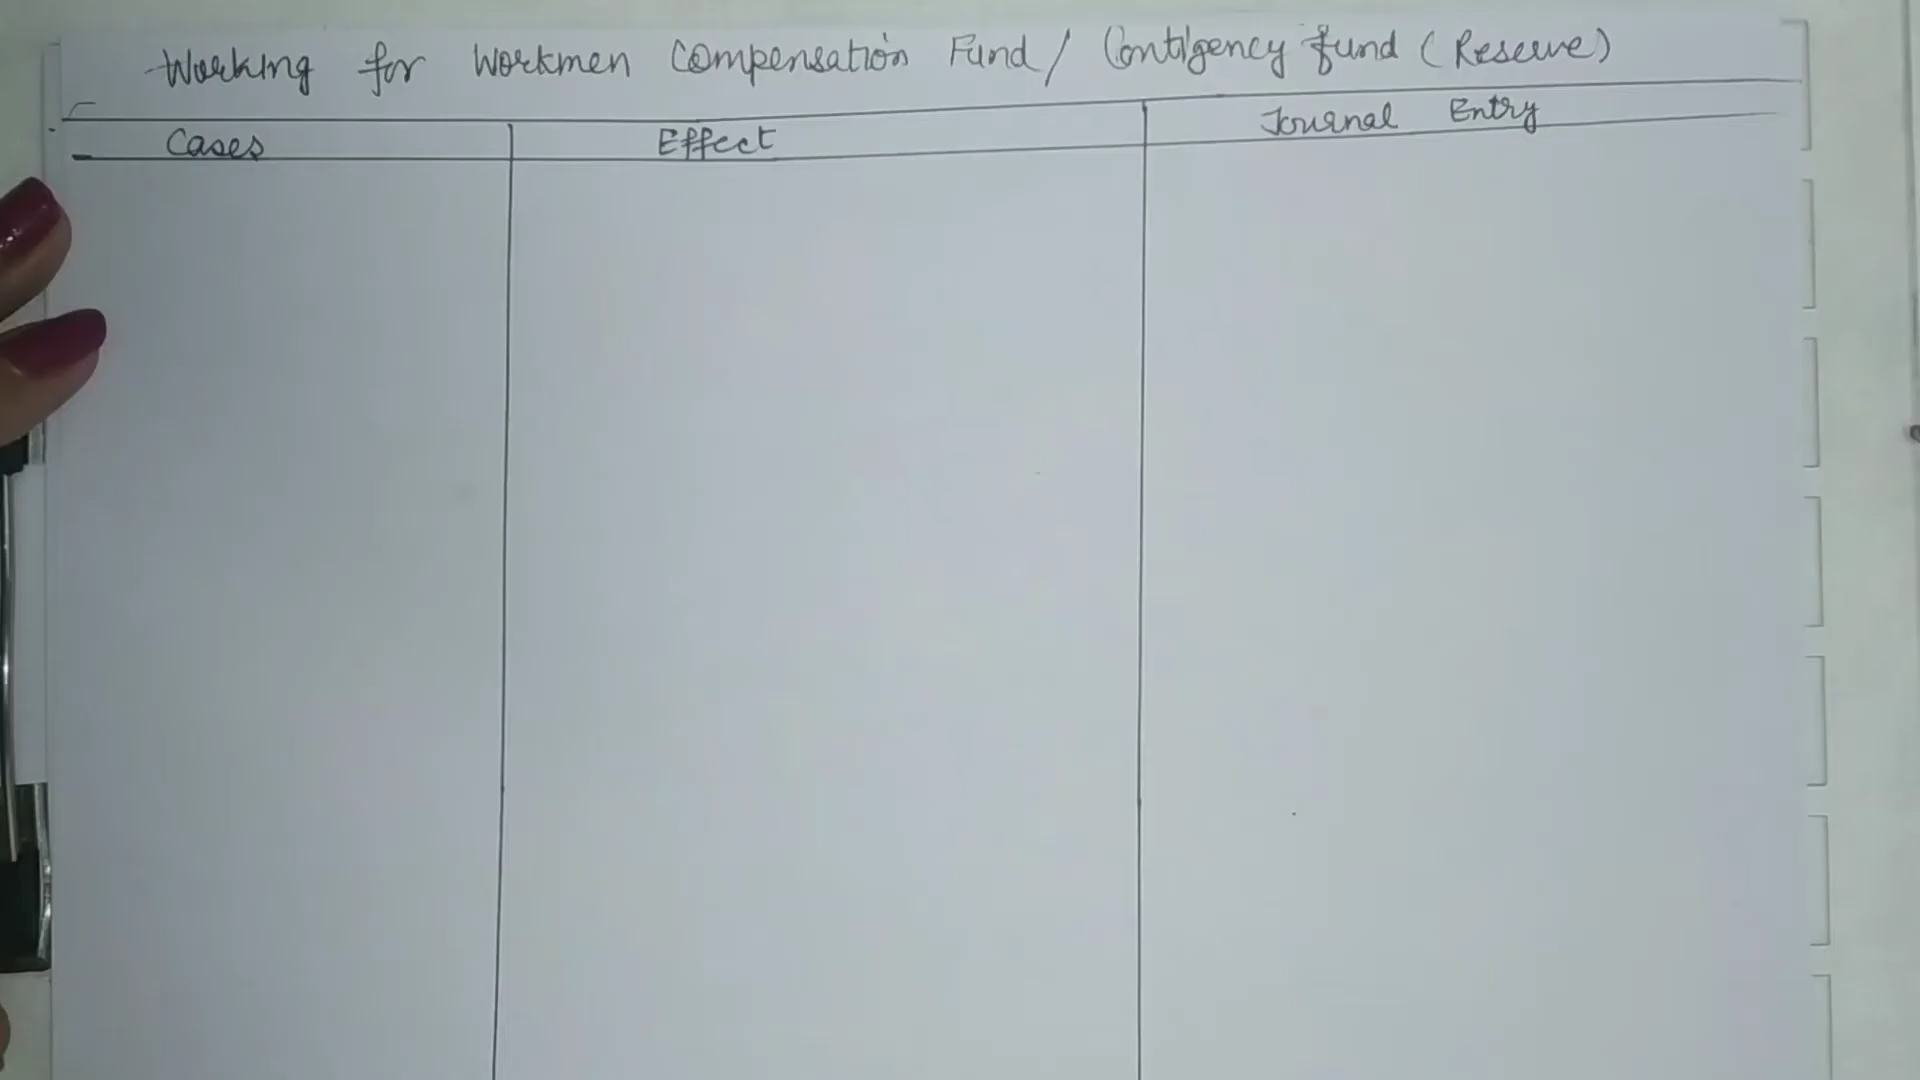 Working for Workmen Compensation Fund / Contigency fund (Reserve)
Cases Effect Journal Entry